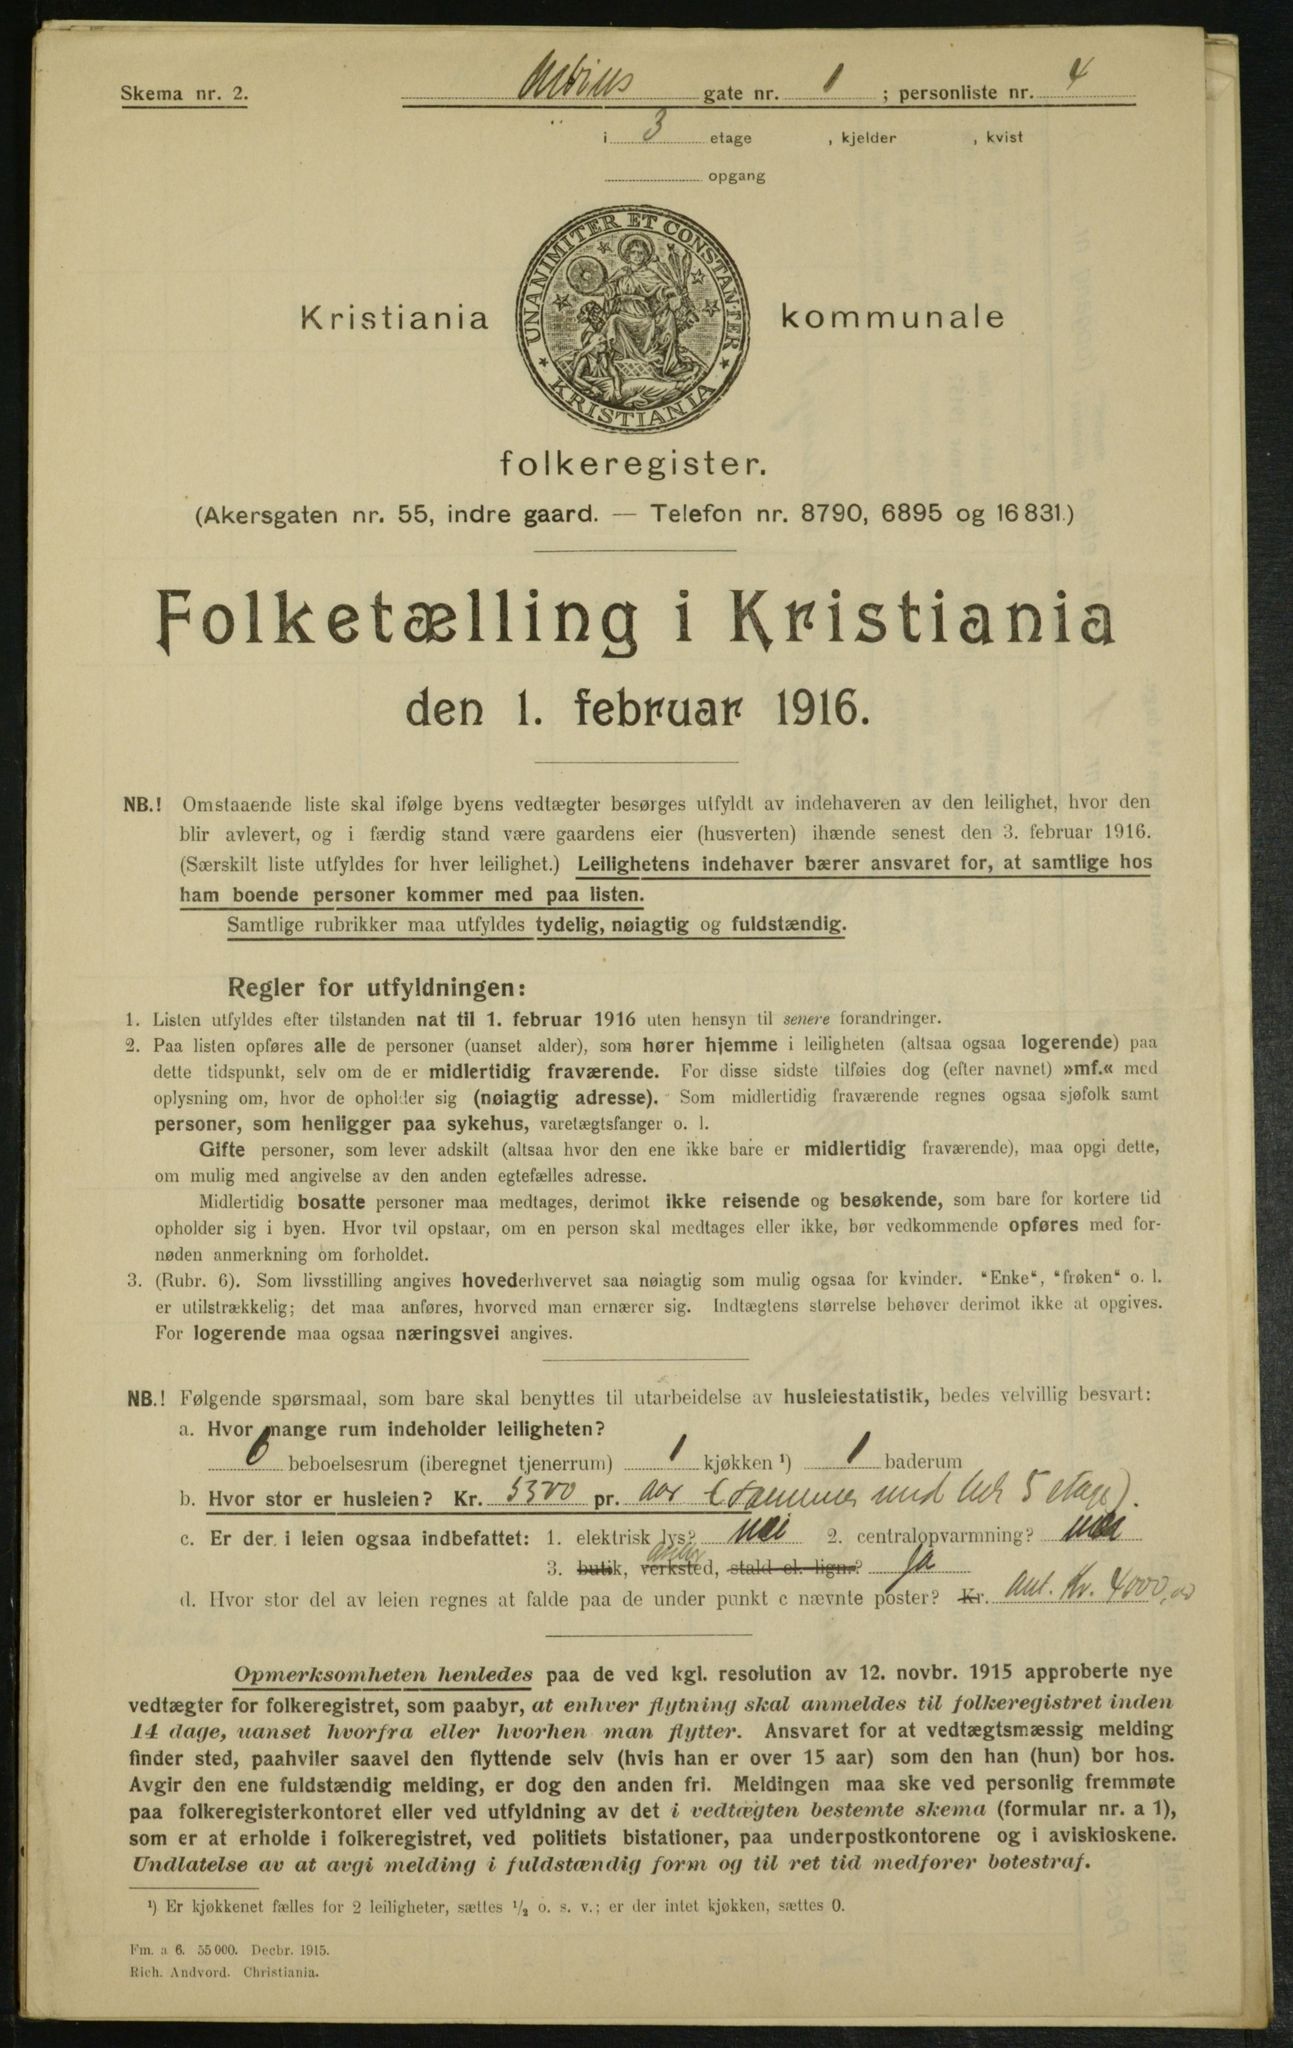 Skema nr. 2. Arbins gate nr. 1 ; personliste nr. 4
i 3 etage , kjelder , kvist
opgang
UNANIMITER ET CONSTANTER
KRISTIANIA
Kristiania kommunale
folkeregister.
(Akersgaten nr. 55, indre gaard. — Telefon nr. 8790, 6895 og 16831.)
Folketælling i Kristiania
den 1. februar 1916.
NB.! Omstaaende liste skal ifølge byens vedtægter besørges utfyldt av indehaveren av den leilighet, hvor den
blir avlevert, og i færdig stand være gaardens eier (husverten) ihænde senest den 3. februar 1916.
(Særskilt liste utfyldes for hver leilighet.) Leilighetens indehaver bærer ansvaret for, at samtlige hos
ham boende personer kommer med paa listen.
Samtlige rubrikker maa utfyldes tydelig, nøiagtig og fuldstændig.
Regler for utfyldningen:
1. Listen utfyldes efter tilstanden nat til 1. februar 1916 uten hensyn til senere forandringer.
2. Paa listen opføres alle de personer (uanset alder), som hører hjemme i leiligheten (altsaa ogsaa logerende) paa
dette tidspunkt, selv om de er midlertidig fraværende. For disse sidste tilføies dog (efter navnet) »mf.« med
oplysning om, hvor de opholder sig (nøiagtig adresse). Som midlertidig fraværende regnes ogsaa sjøfolk samt
personer, som henligger paa sykehus, varetægtsfanger o. l.
Gifte personer, som lever adskilt (altsaa hvor den ene ikke bare er midlertidig fraværende), maa opgi dette,
om mulig med angivelse av den anden egtefælles adresse.
Midlertidig bosatte personer maa medtages, derimot ikke reisende og besøkende, som bare for kortere tid
opholder sig i byen. Hvor tvil opstaar, om en person skal medtages eller ikke, bør vedkommende opføres med for-
nøden anmerkning om forholdet.
3. (Rubr. 6). Som livsstilling angives hovederhvervet saa nøiagtig som mulig ogsaa for kvinder. "Enke", "frøken" o. l.
er utilstrækkelig; det maa anføres, hvorved man ernærer sig. Indtægtens størrelse behøver derimot ikke at opgives.
For logerende maa ogsaa næringsvei angives.
NB.! Følgende spørsmaal, som bare skal benyttes til utarbeidelse av husleiestatistik, bedes velvillig besvart:
a. Hvor mange rum indeholder leiligheten?
6 beboelsesrum (iberegnet tjenerrum) 1 kjøkken ¹) 1 baderum
b. Hvor stor er husleien? Kr. 5300 pr. aar (sammen med 5 etage).
c. Er der i leien ogsaa indbefattet: 1. elektrisk lys? nei 2. centralopvarmning? nei
3. butik, verksted, stald el. lign.? ja
d. Hvor stor del av leien regnes at falde paa de under punkt c nævnte poster? Kr. ant. Kr. 4000,00
Opmerksomheten henledes paa de ved kgl. resolution av 12. novbr. 1915 approberte nye
vedtægter for folkeregistret, som paabyr, at enhver flytning skal anmeldes til folkeregistret inden
14 dage, uanset hvorfra eller hvorhen man flytter. Ansvaret for at vedtægtsmæssig melding
finder sted, paahviler saavel den flyttende selv (hvis han er over 15 aar) som den han (hun) bor hos.
Avgir den ene fuldstændig melding, er dog den anden fri. Meldingen maa ske ved personlig fremmøte
paa folkeregisterkontoret eller ved utfyldning av det i vedtægten bestemte skema (formular nr. a 1),
som er at erholde i folkeregistret, ved politiets bistationer, paa underpostkontorene og i aviskioskene.
Undlatelse av at avgi melding i fuldstændig form og til ret tid medfører bøtestraf.
¹) Er kjøkkenet fælles for 2 leiligheter, sættes ½ o. s. v.; er der intet kjøkken, sættes 0.
Fm. a 6. 55000. Decbr. 1915.
Rich. Andvord. Christiania.